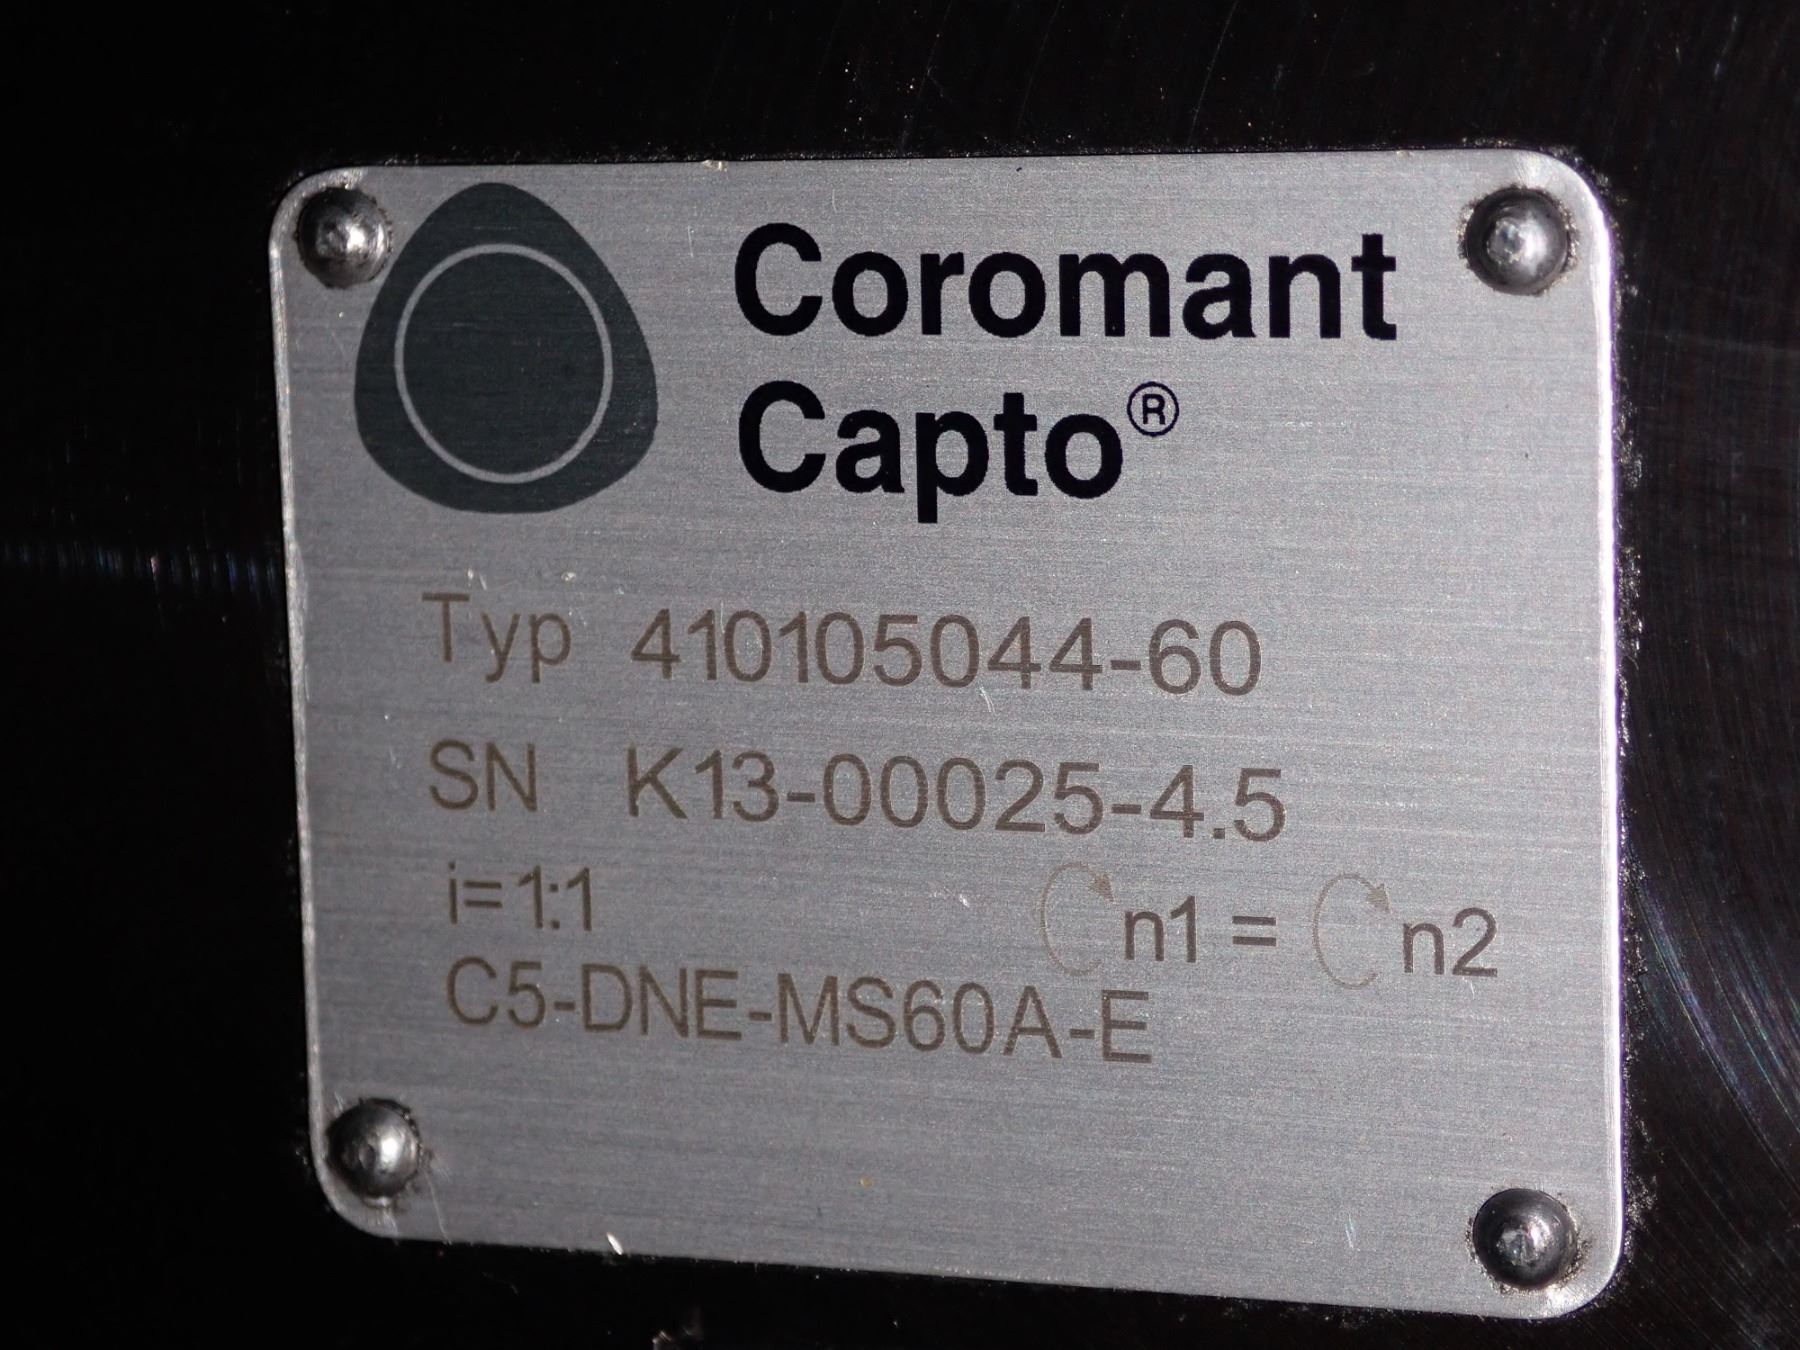 Coromant
Capto®
Typ 410105044-60
SN K13-00025-4.5
i=1:1 n1 = n2
C5-DNE-MS60A-E